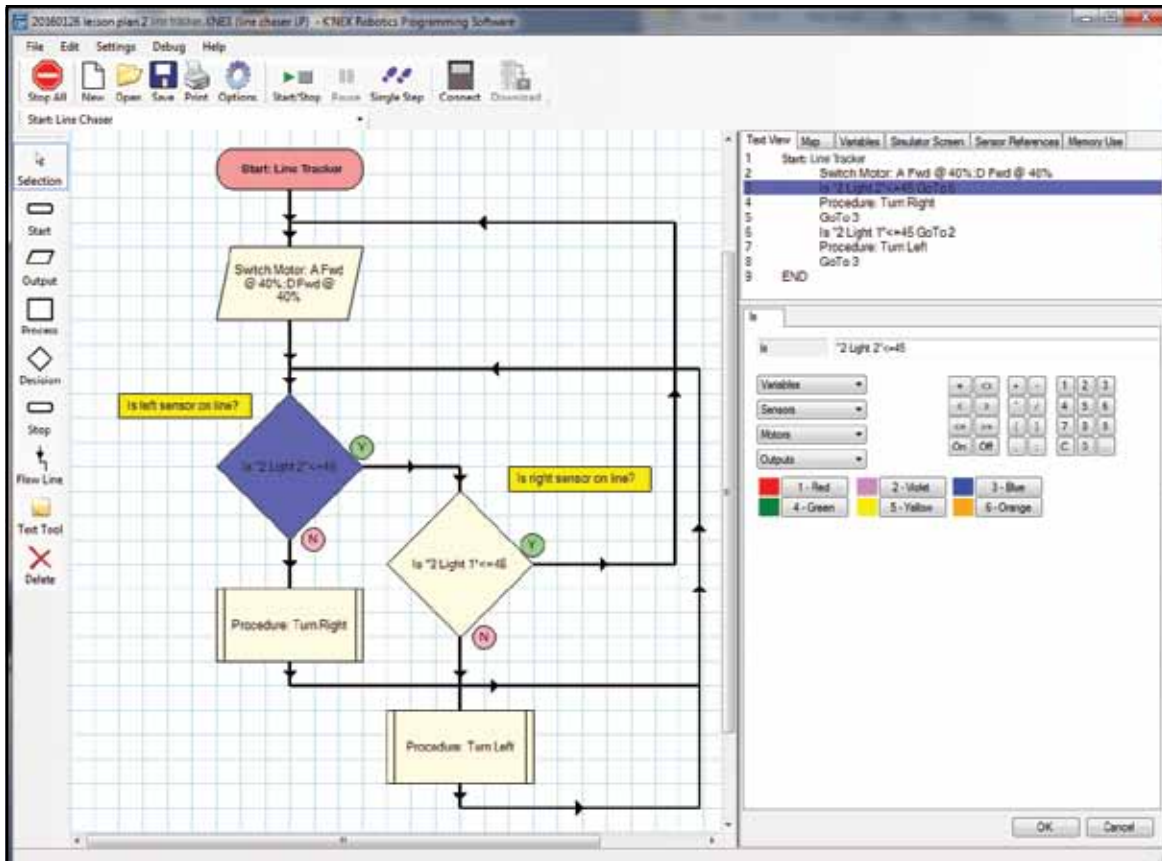 20160126 lesson plan 2 line tracker.KNEX (line chaser LP) - K'NEX Robotics Programming Software
File Edit Settings Debug Help
Stop All New Open Save Print Options Start/Stop Pause Single Step Connect Download
Start: Line Chaser
Selection
Start
Output
Process
Decision
Stop
Flow Line
Text Tool
Delete
Start: Line Tracker
Switch Motor: A Fwd
@ 40%;D Fwd @
40%
Is left sensor on line?
Is "2 Light 2"<=45
Y
N
Is right sensor on line?
Is "2 Light 1"<=45
Y
N
Procedure: Turn Right
Procedure: Turn Left
Text View Map Variables Simulator Screen Sensor References Memory Use
1 Start: Line Tracker
2 Switch Motor: A Fwd @ 40%;D Fwd @ 40%
3 Is "2 Light 2"<=45 GoTo 6
4 Procedure: Turn Right
5 GoTo 3
6 Is "2 Light 1"<=45 GoTo 2
7 Procedure: Turn Left
8 GoTo 3
9 END
Is
Is "2 Light 2"<=45
Variables
Sensors
Motors
Outputs
= <> + - 1 2 3
< > * / 4 5 6
<= >= ( ) 7 8 9
On Off , : C 0 .
1 - Red 2 - Violet 3 - Blue
4 - Green 5 - Yellow 6 - Orange
OK Cancel